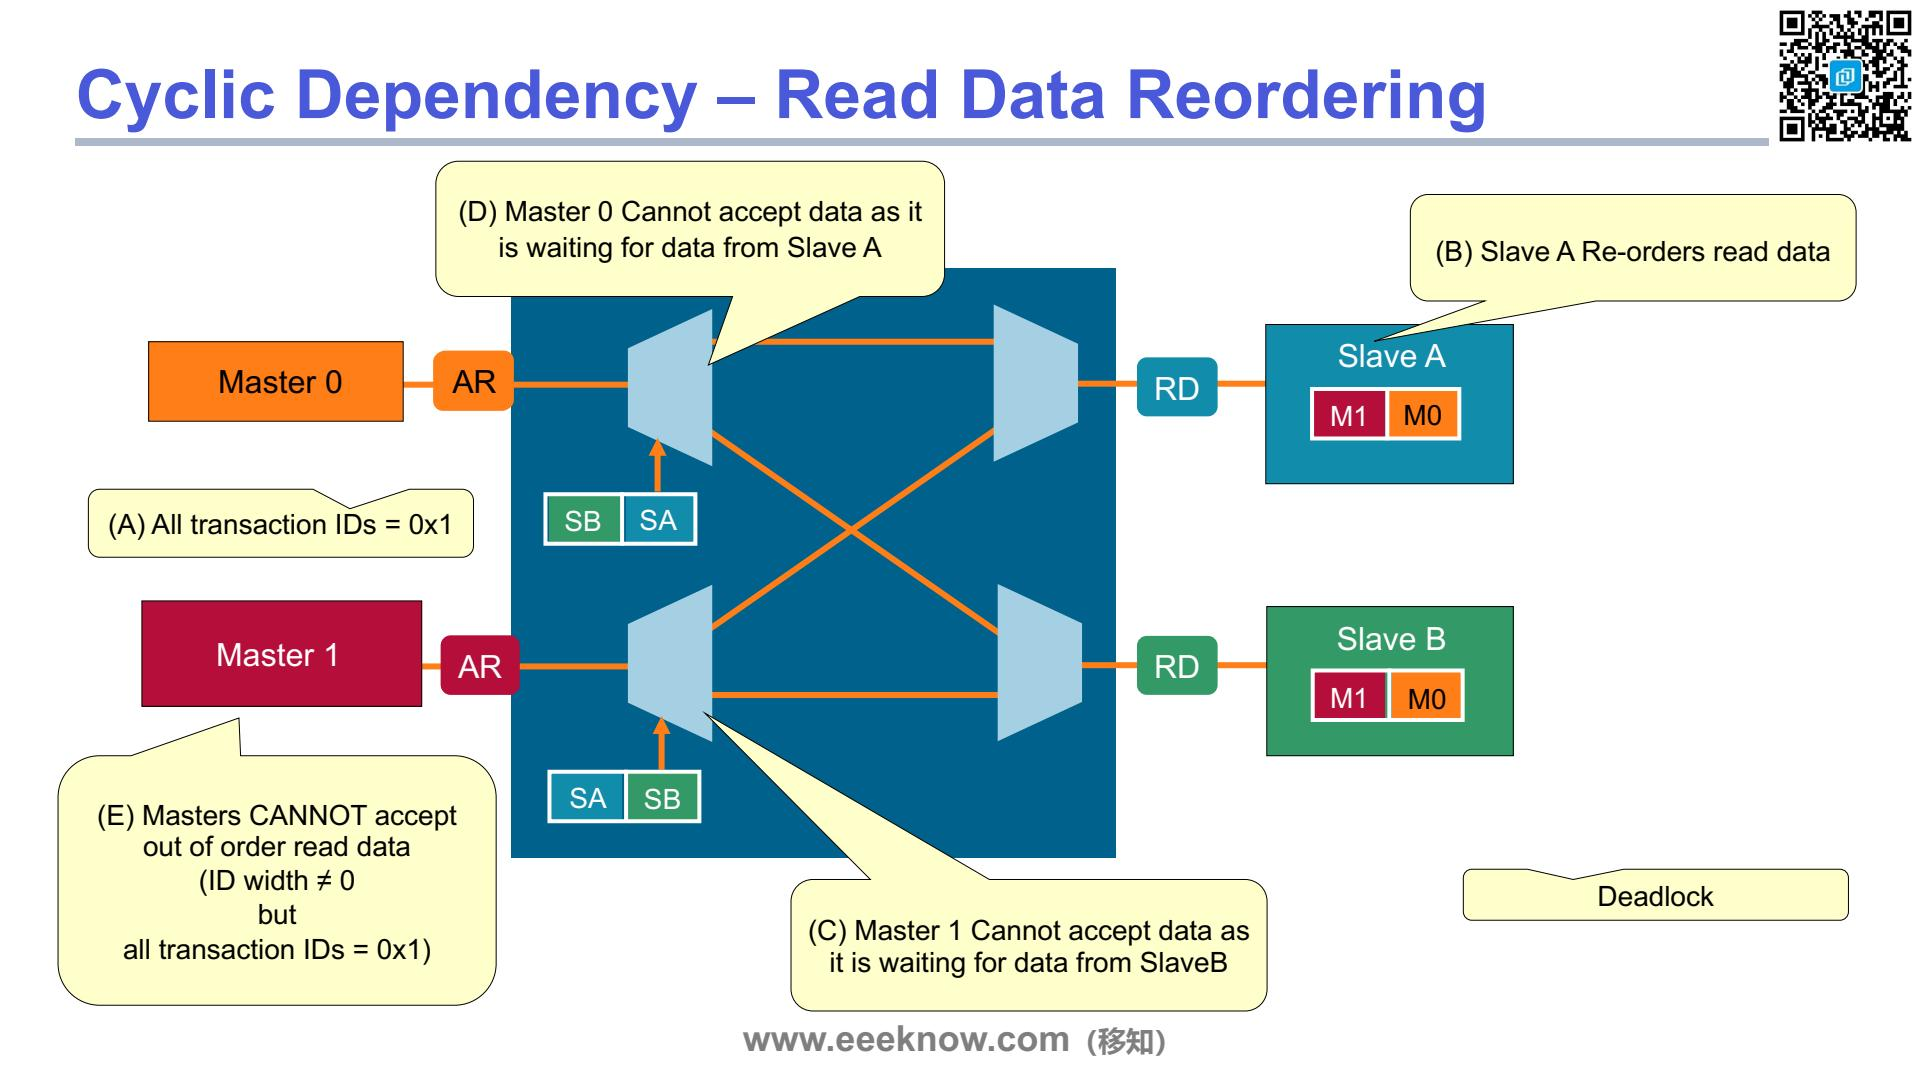 Cyclic Dependency – Read Data Reordering
(D) Master 0 Cannot accept data as it
is waiting for data from Slave A
(B) Slave A Re-orders read data
Master 0
AR
RD
Slave A
M1
M0
SB
SA
(A) All transaction IDs = 0x1
Master 1
AR
RD
Slave B
M1
M0
SA
SB
(E) Masters CANNOT accept
out of order read data
(ID width ≠ 0
but
all transaction IDs = 0x1)
(C) Master 1 Cannot accept data as
it is waiting for data from SlaveB
Deadlock
www.eeeknow.com（移知）